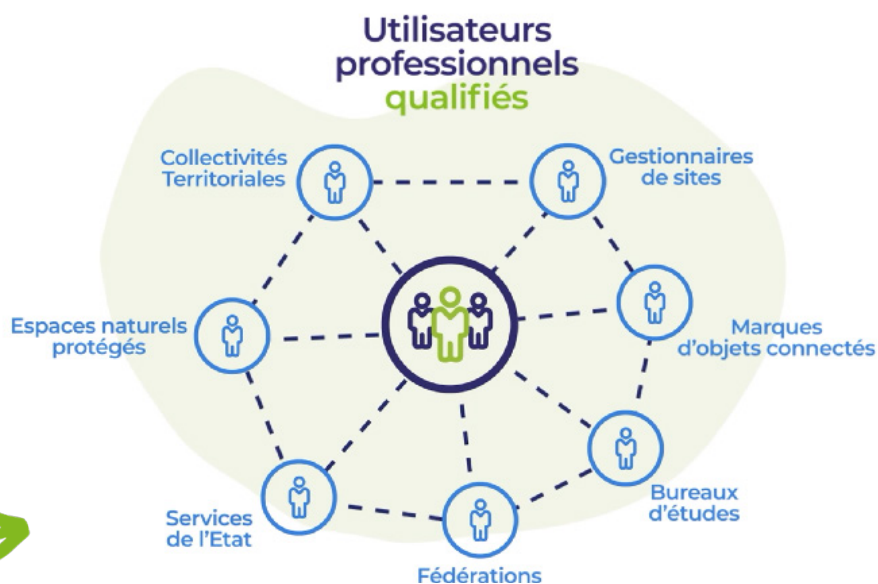 Utilisateurs
professionnels
qualifiés
Collectivités
Territoriales
Gestionnaires
de sites
Espaces naturels
protégés
Marques
d'objets connectés
Services
de l'Etat
Bureaux
d'études
Fédérations